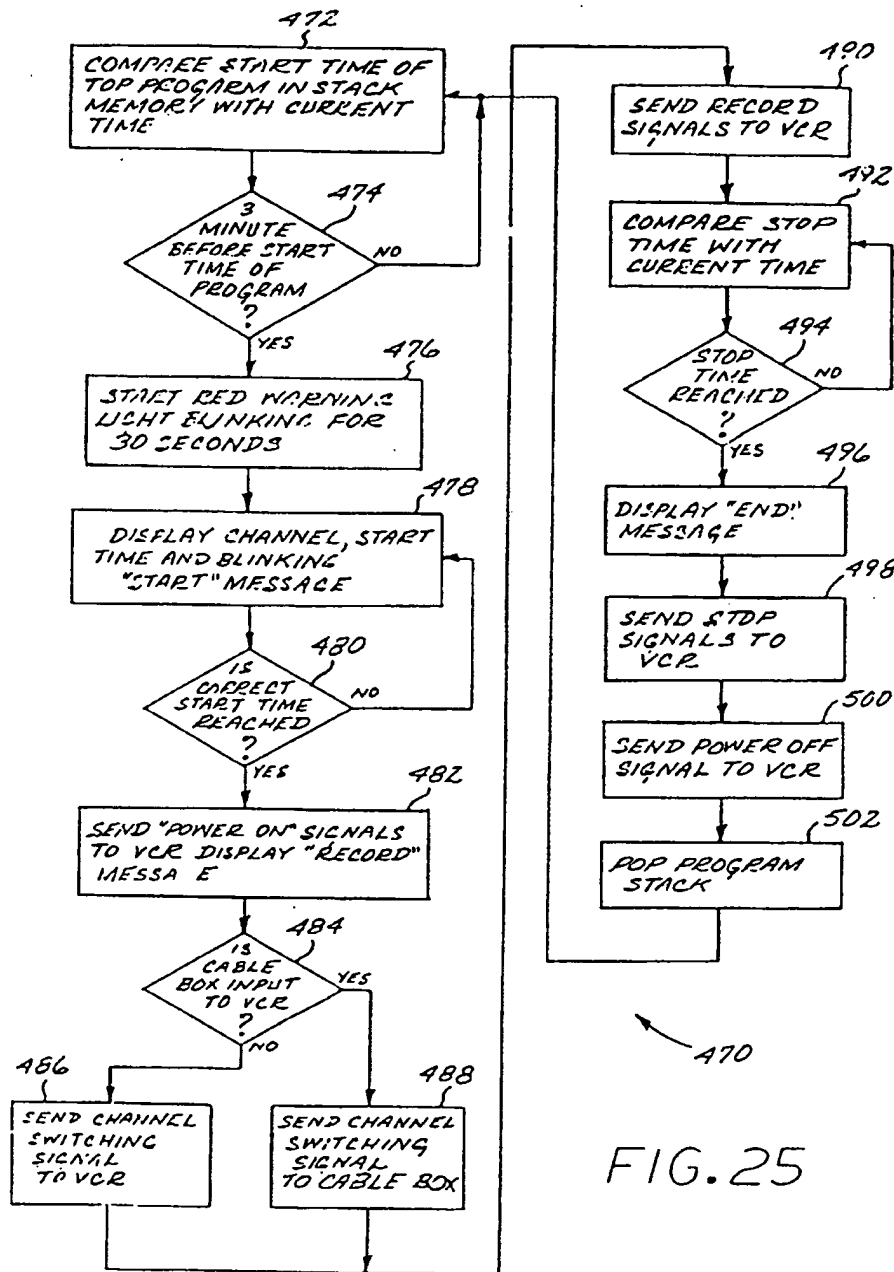 472
COMPARE START TIME OF
TOP PROGARM IN STACK
MEMORY WITH CURRENT
TIME
474
3
MINUTE
BEFORE START
TIME OF
PROGRAM
?
NO
YES
476
START RED WARNING
LIGHT BLINKING FOR
30 SECONDS
478
DISPLAY CHANNEL, START
TIME AND BLINKING
"START" MESSAGE
480
IS
CORRECT
START TIME
REACHED
?
NO
YES
482
SEND "POWER ON" SIGNALS
TO VCR DISPLAY "RECORD"
MESSA E
484
IS
CABLE
BOX INPUT
TO VCR
?
YES
NO
486
SEND CHANNEL
SWITCHING
SIGNAL
TO VCR
488
SEND CHANNEL
SWITCHING
SIGNAL
TO CABLE BOX
490
SEND RECORD
SIGNALS TO VCR
492
COMPARE STOP
TIME WITH
CURRENT TIME
494
STOP
TIME
REACHED
?
NO
YES
496
DISPLAY "END"
MESSAGE
498
SEND STOP
SIGNALS TO
VCR
500
SEND POWER OFF
SIGNAL TO VCR
502
POP PROGRAM
STACK
470
FIG. 25